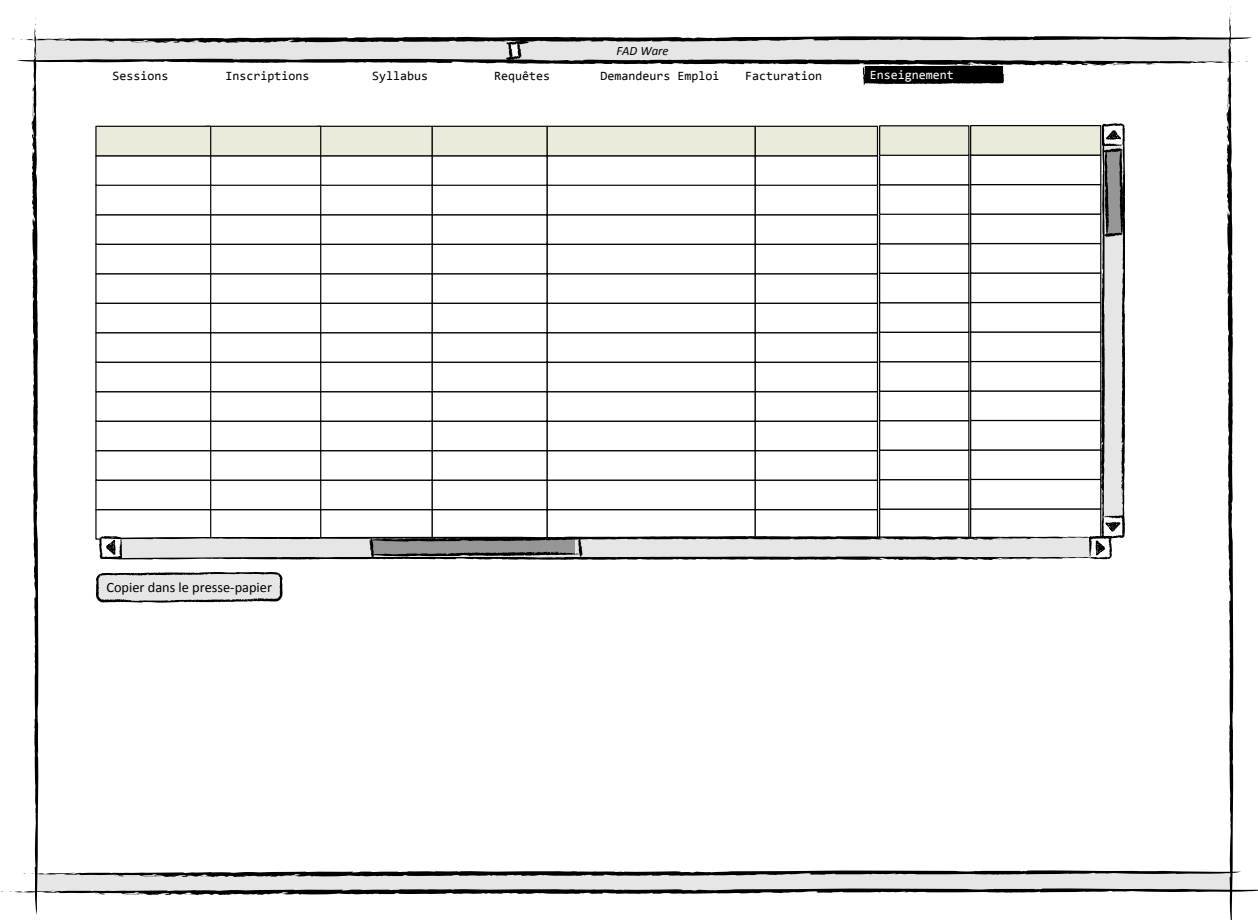 FAD Ware
Sessions Inscriptions Syllabus Requêtes Demandeurs Emploi Facturation Enseignement
Copier dans le presse-papier